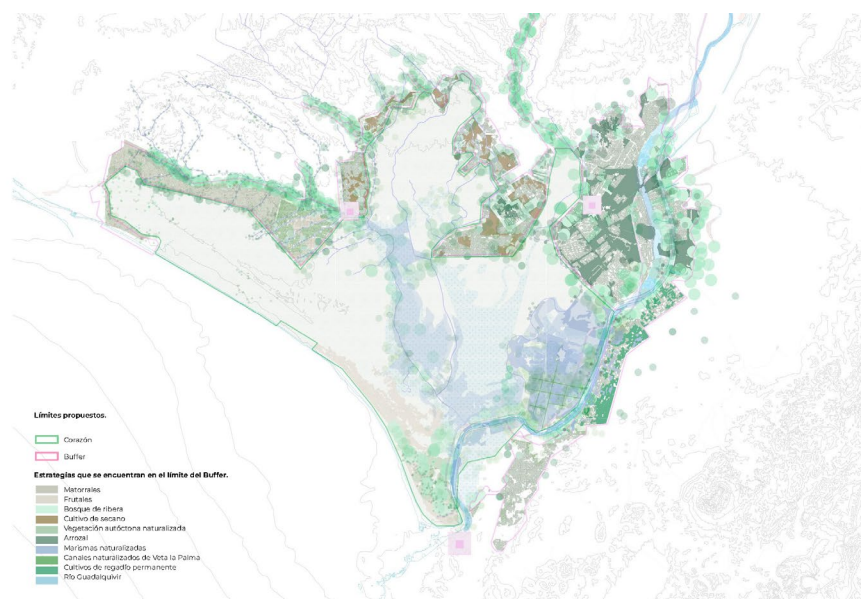 Límites propuestos.
Corazón
Buffer
Estrategias que se encuentran en el límite del Buffer.
Matorrales
Frutales
Bosque de ribera
Cultivo de secano
Vegetación autóctona naturalizada
Arrozal
Marismas naturalizadas
Canales naturalizados de Veta la Palma
Cultivos de regadío permanente
Río Guadalquivir